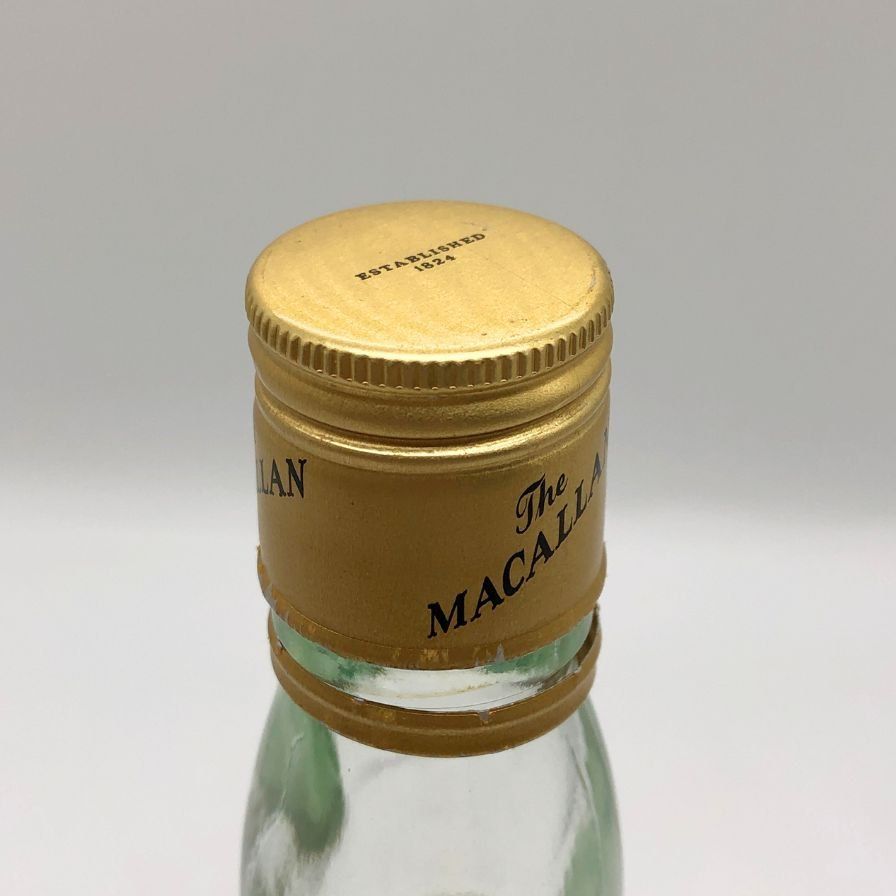 ESTABLISHED
1824
LLAN
The
MACALLAN